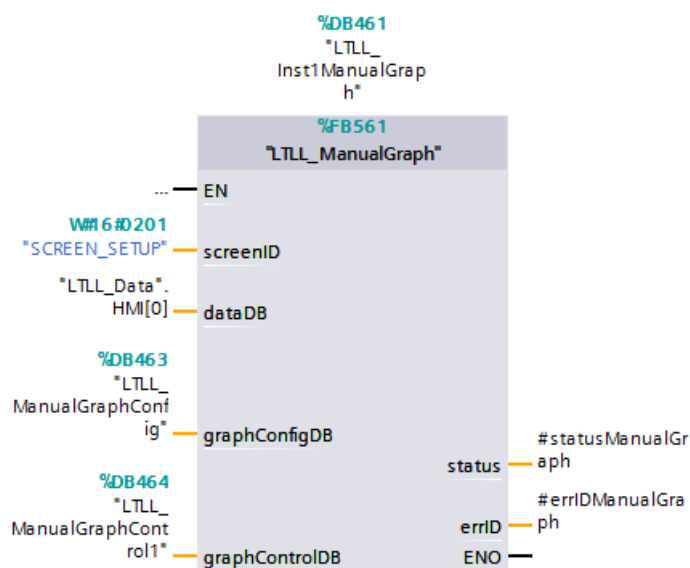 %DB461
"LTLL_
Inst1ManualGrap
h"
%FB561
"LTLL_ManualGraph"
... EN
W#16#0201
"SCREEN_SETUP" screenID
"LTLL_Data".
HMI[0] dataDB
%DB463
"LTLL_
ManualGraphConf
ig" graphConfigDB
#statusManualGr
status aph
%DB464
"LTLL_
ManualGraphCont
rol1" graphControlDB
#errIDManualGra
errID ph
ENO